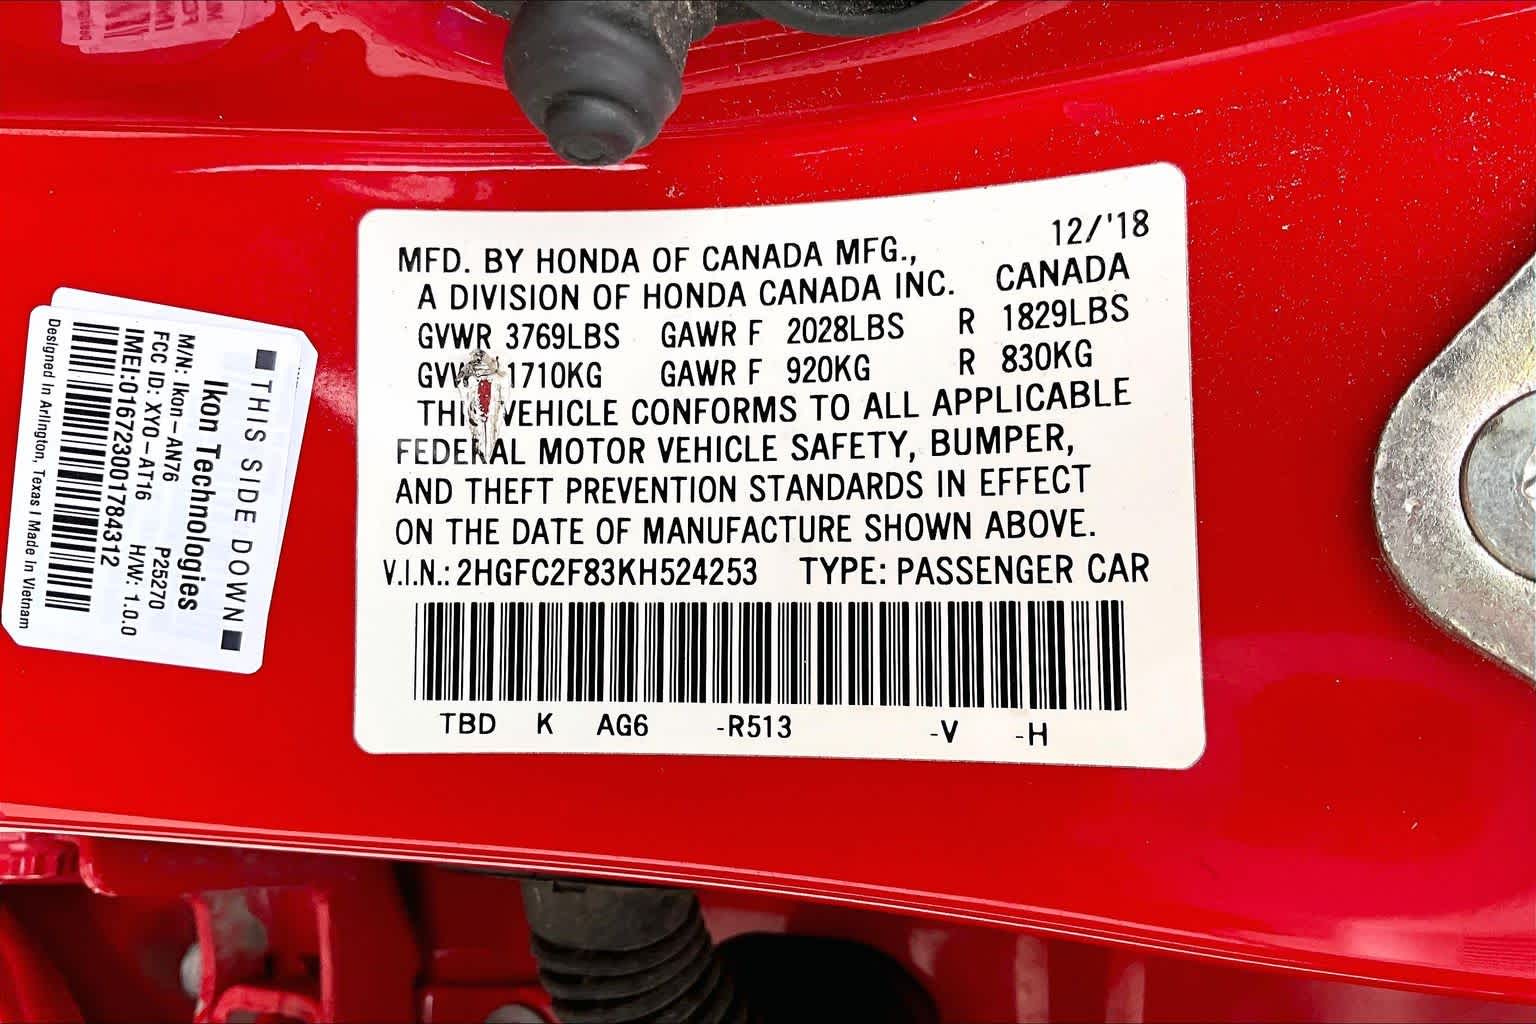 12/'18
MFD. BY HONDA OF CANADA MFG.,
A DIVISION OF HONDA CANADA INC. CANADA
GVWR 3769LBS GAWR F 2028LBS R 1829LBS
1710KG GAWR F 920KG R 830KG
VEHICLE CONFORMS TO ALL APPLICABLE
FEDERAL MOTOR VEHICLE SAFETY, BUMPER,
AND THEFT PREVENTION STANDARDS IN EFFECT
ON THE DATE OF MANUFACTURE SHOWN ABOVE.
V.I.N.: 2HGFC2F83KH524253 TYPE: PASSENGER CAR
TBD K AG6 -R513 -V -H
THIS SIDE DOWN
Ikon Technologies
M/N: Ikon-AN76 P25270
FCC ID: XYO-AT16 H/W: 1.0.0
IMEI:016723001784312
Designed in Arlington, Texas | Made in Vietnam